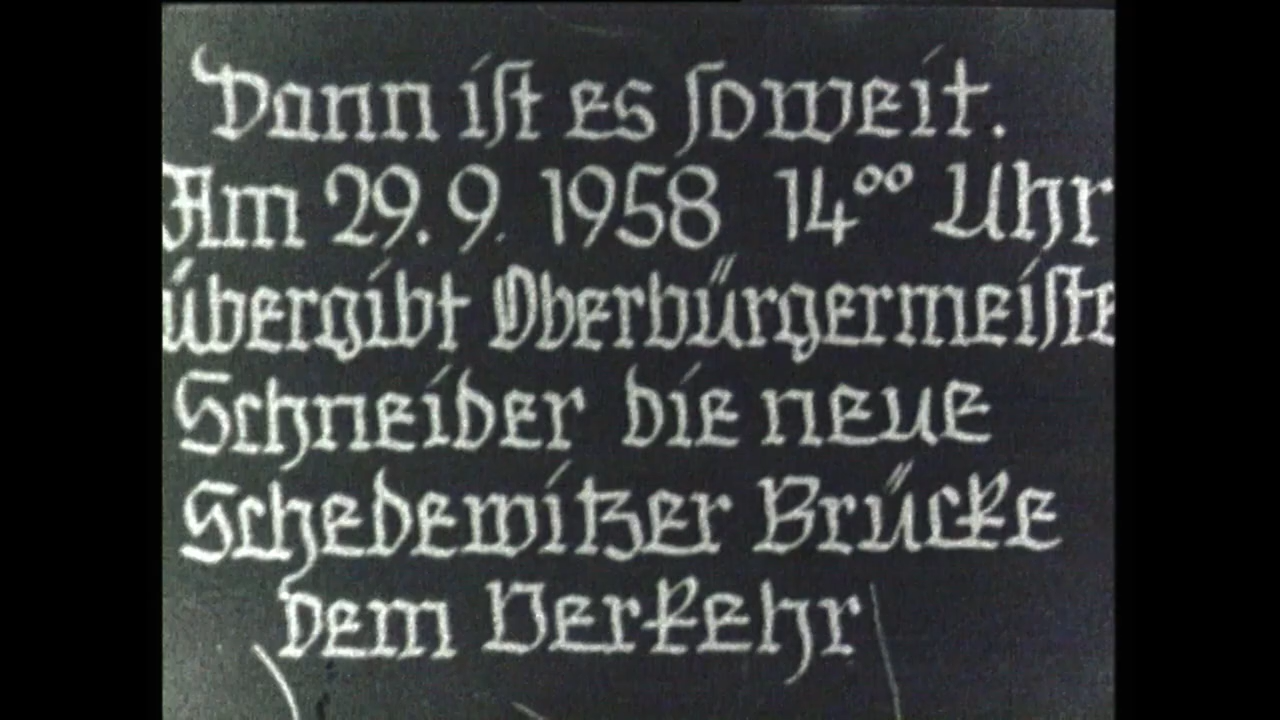 Dann ist es soweit.
Am 29.9. 1958 14⁰⁰ Uhr
übergibt Oberbürgermeiste
Schneider die neue
Schedewitzer Brücke
dem Verkehr